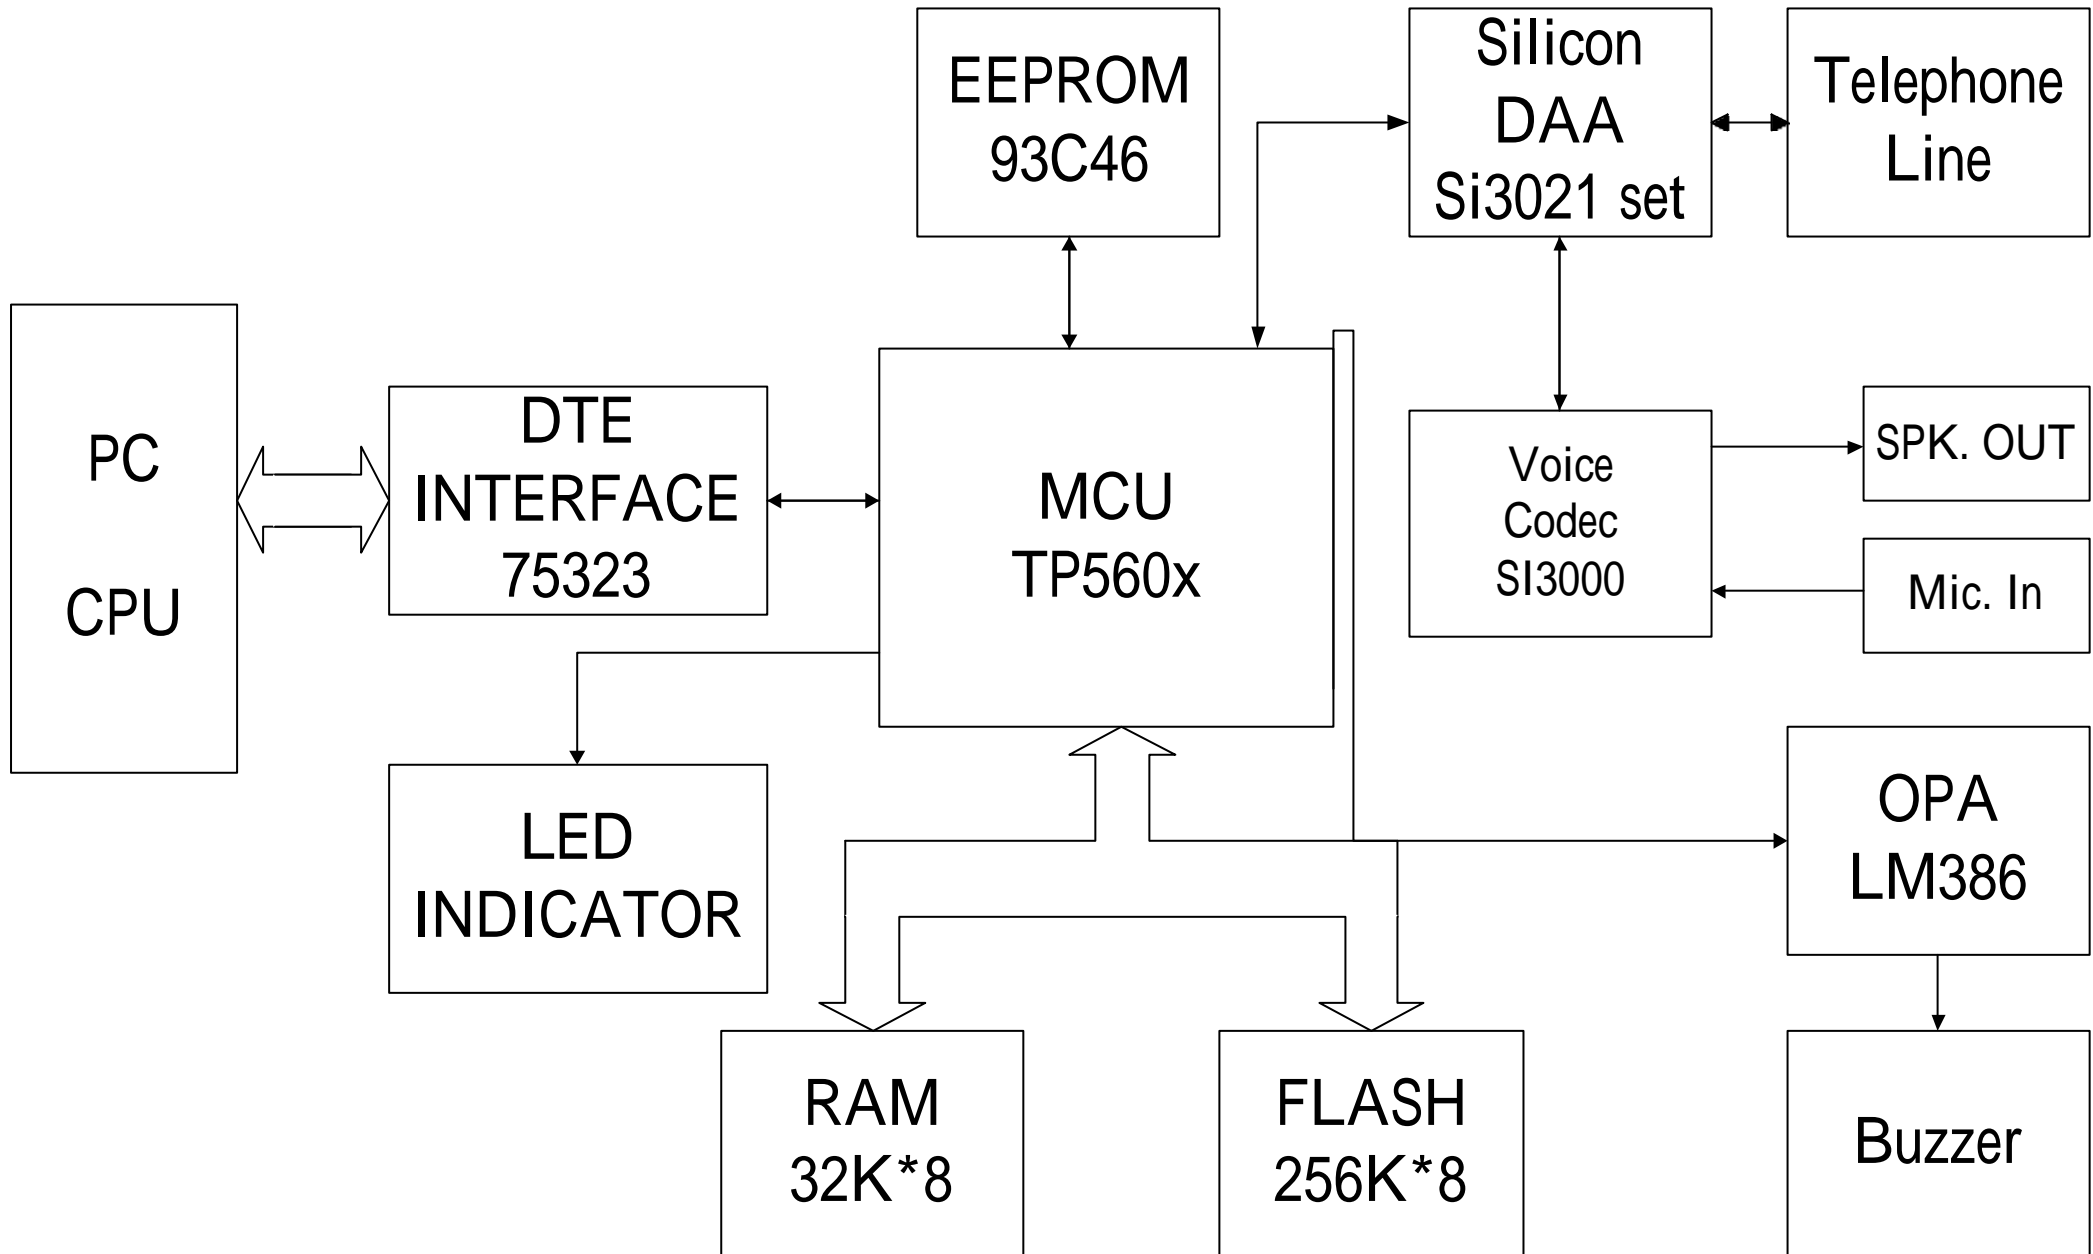 EEPROM
93C46
Silicon
DAA
Si3021 set
Telephone
Line
PC
CPU
DTE
INTERFACE
75323
MCU
TP560x
Voice
Codec
SI3000
SPK. OUT
Mic. In
LED
INDICATOR
OPA
LM386
RAM
32K*8
FLASH
256K*8
Buzzer